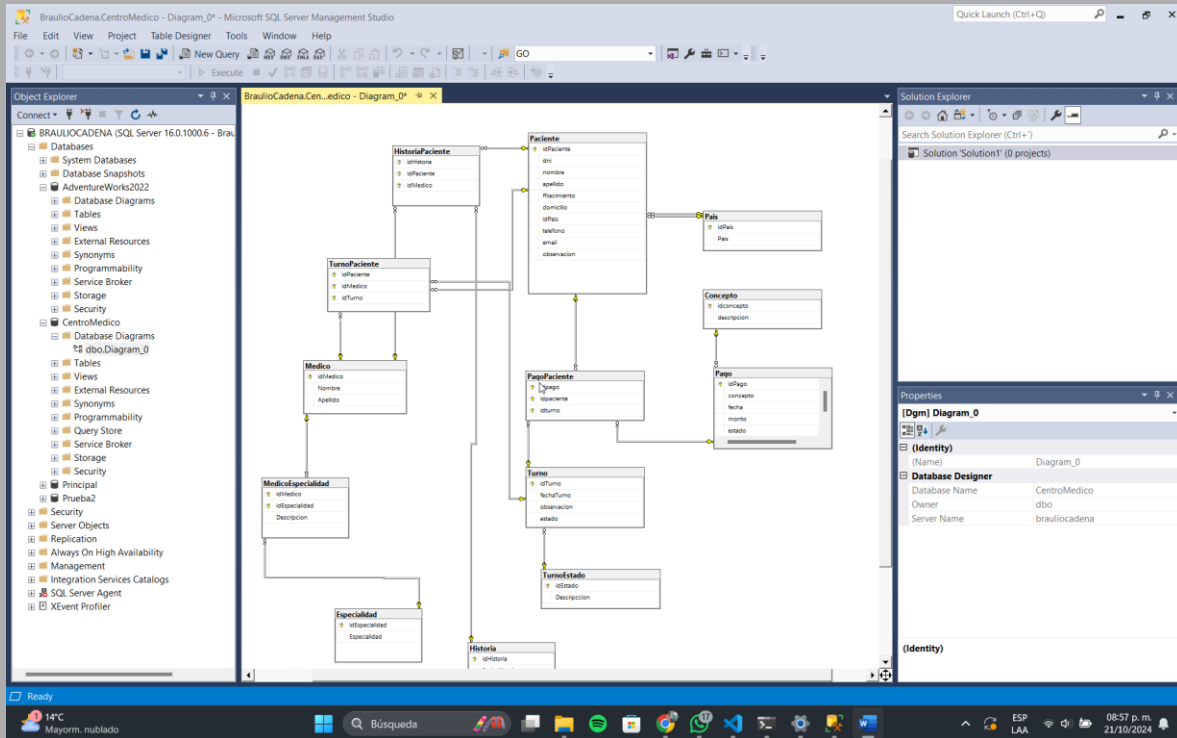 BraulioCadena.CentroMedico - Diagram_0* - Microsoft SQL Server Management Studio
Quick Launch (Ctrl+Q)
File Edit View Project Table Designer Tools Window Help
New Query
GO
Execute
Object Explorer
Connect
BRAULIOCADENA (SQL Server 16.0.1000.6 - Brau
Databases
System Databases
Database Snapshots
AdventureWorks2022
Database Diagrams
Tables
Views
External Resources
Synonyms
Programmability
Service Broker
Storage
Security
CentroMedico
Database Diagrams
dbo.Diagram_0
Tables
Views
External Resources
Synonyms
Programmability
Query Store
Service Broker
Storage
Security
Principal
Prueba2
Security
Server Objects
Replication
Always On High Availability
Management
Integration Services Catalogs
SQL Server Agent
XEvent Profiler
BraulioCadena.Cen...edico - Diagram_0*
HistoriaPaciente
idHistoria
idPaciente
idMedico
Paciente
idPaciente
dni
nombre
apellido
fNacimiento
domicilio
idPais
telefono
email
observacion
Pais
idPais
Pais
TurnoPaciente
idPaciente
idMedico
idTurno
Concepto
idconcepto
descripcion
Medico
idMedico
Nombre
Apellido
PagoPaciente
idpaciente
idturno
Pago
idPago
concepto
fecha
monto
estado
MedicoEspecialidad
idMedico
idEspecialidad
Descripcion
Turno
idTurno
fechaTurno
observacion
estado
TurnoEstado
idEstado
Descripccion
Especialidad
idEspecialidad
Especialidad
Historia
idHistoria
Solution Explorer
Search Solution Explorer (Ctrl+¨)
Solution 'Solution1' (0 projects)
Properties
[Dgm] Diagram_0
(Identity)
(Name) Diagram_0
Database Designer
Database Name CentroMedico
Owner dbo
Server Name brauliocadena
(Identity)
Ready
1
14°C
Mayorm. nublado
Búsqueda
17
ESP
LAA
08:57 p. m.
21/10/2024